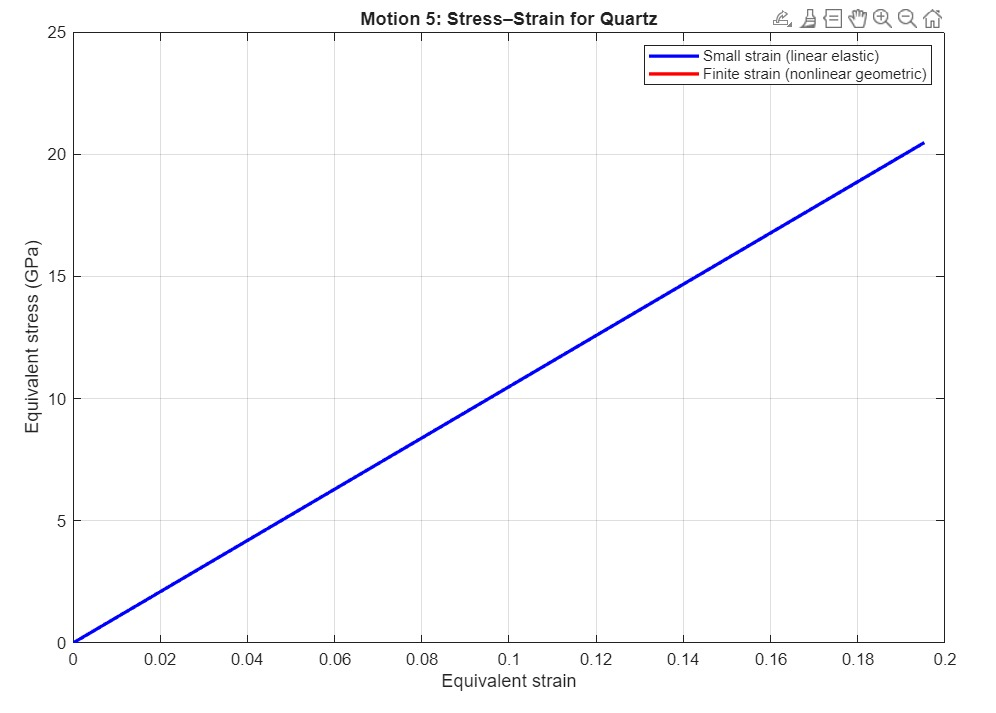 Motion 5: Stress–Strain for Quartz
Small strain (linear elastic)
Finite strain (nonlinear geometric)
Equivalent stress (GPa)
25
20
15
10
5
0
0 0.02 0.04 0.06 0.08 0.1 0.12 0.14 0.16 0.18 0.2
Equivalent strain